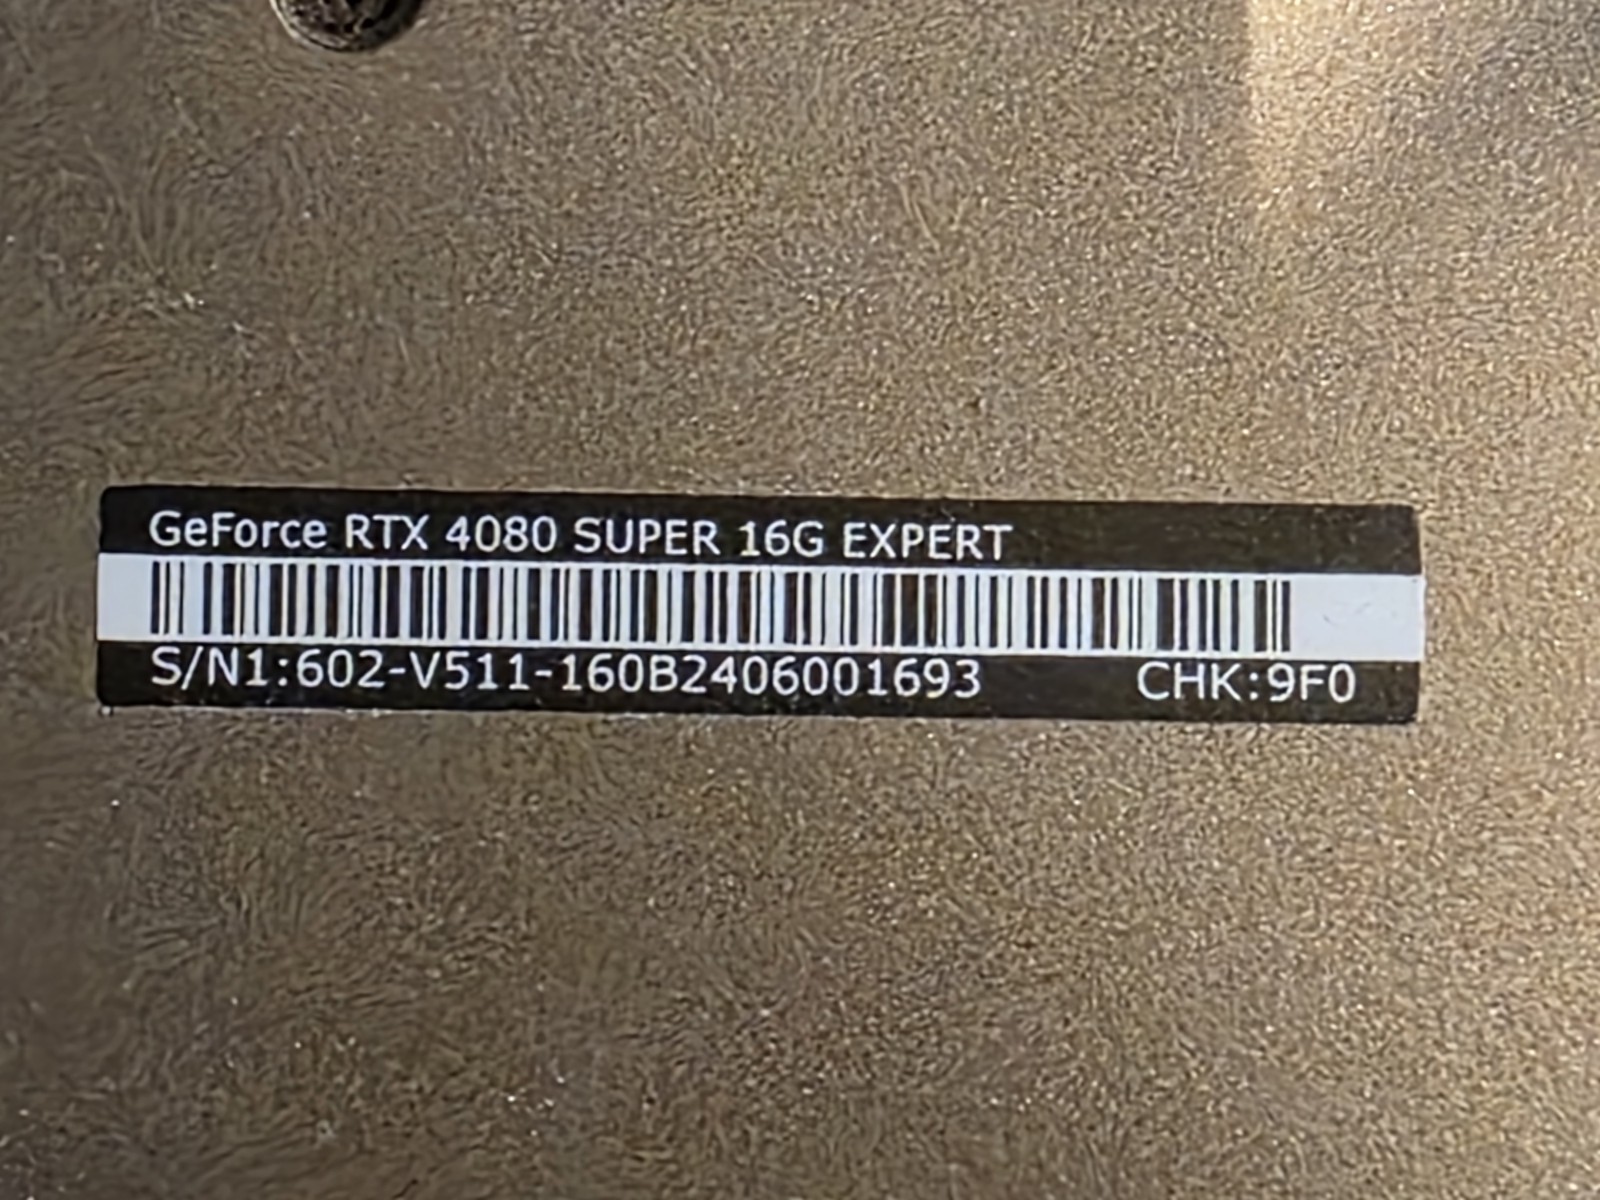 GeForce RTX 4080 SUPER 16G EXPERT
S/N1:602-V511-160B2406001693 CHK:9F0